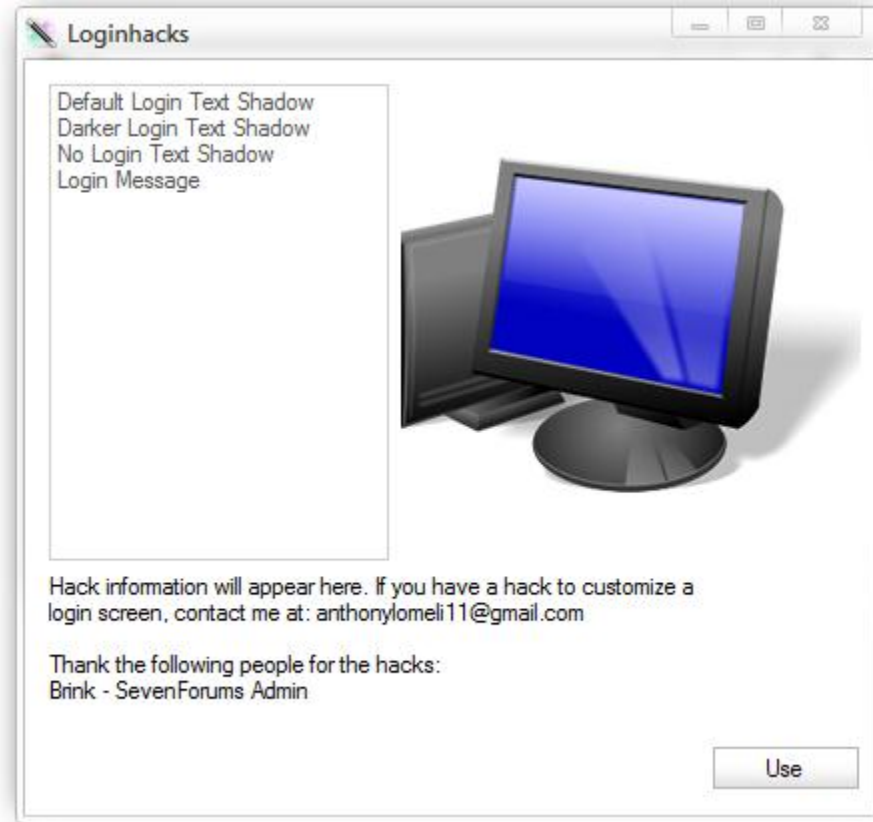 Loginhacks
Default Login Text Shadow
Darker Login Text Shadow
No Login Text Shadow
Login Message
Hack information will appear here. If you have a hack to customize a
login screen, contact me at: anthonylomeli11@gmail.com
Thank the following people for the hacks:
Brink - SevenForums Admin
Use